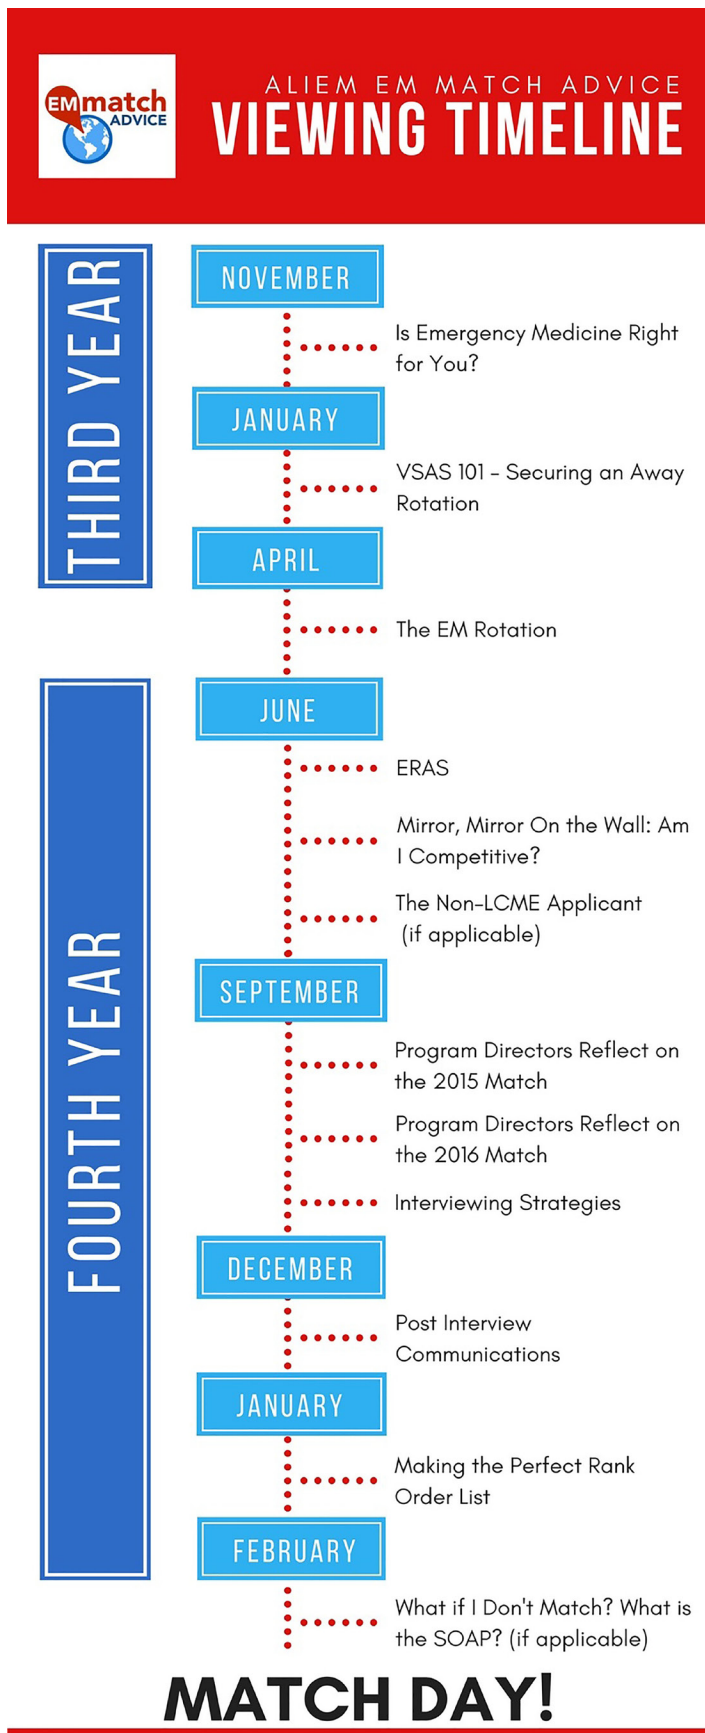 EMmatch
ADVICE
ALIEM EM MATCH ADVICE
VIEWING TIMELINE
THIRD YEAR
NOVEMBER
Is Emergency Medicine Right
for You?
JANUARY
VSAS 101 - Securing an Away
Rotation
APRIL
The EM Rotation
FOURTH YEAR
JUNE
ERAS
Mirror, Mirror On the Wall: Am
I Competitive?
The Non-LCME Applicant
(if applicable)
SEPTEMBER
Program Directors Reflect on
the 2015 Match
Program Directors Reflect on
the 2016 Match
Interviewing Strategies
DECEMBER
Post Interview
Communications
JANUARY
Making the Perfect Rank
Order List
FEBRUARY
What if I Don't Match? What is
the SOAP? (if applicable)
MATCH DAY!